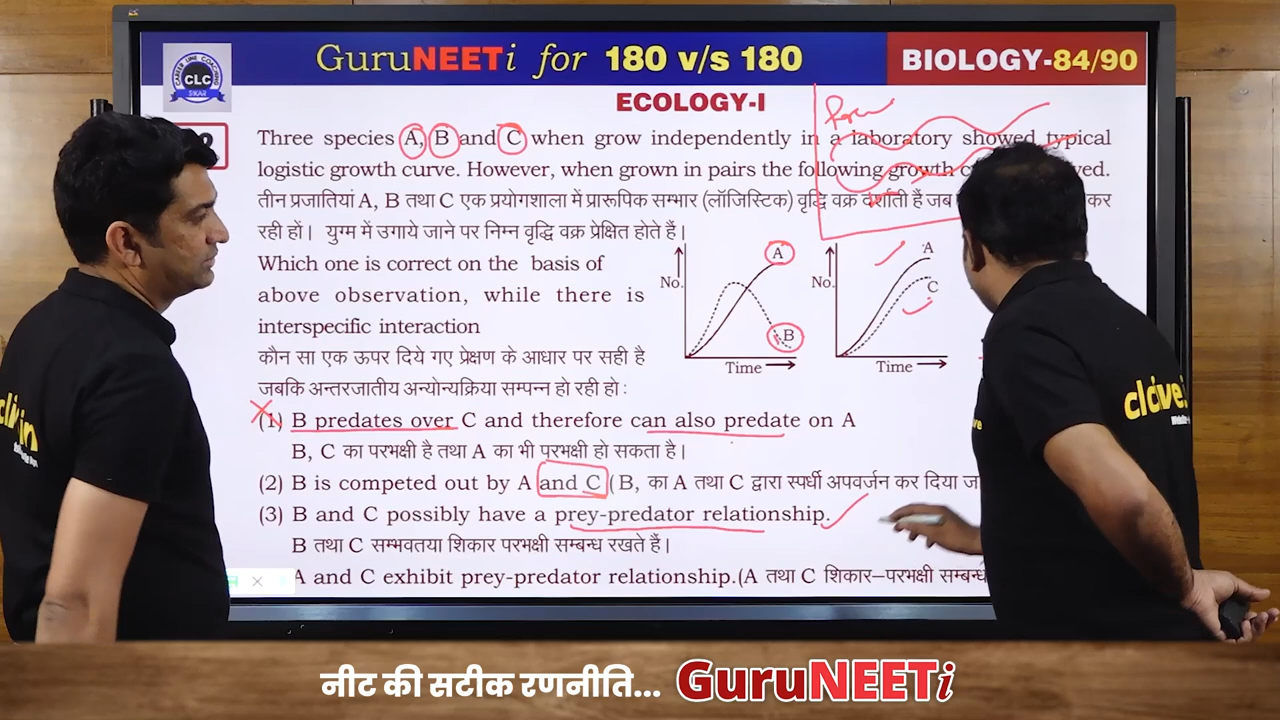 GuruNEETi for 180 v/s 180
BIOLOGY-84/90
CAREER LINE COACHING
CLC
SIKAR
ECOLOGY-I
Three species A, B and C when grow independently in a laboratory showed typical
logistic growth curve. However, when grown in pairs the following growth
तीन प्रजातियां A, B तथा C एक प्रयोगशाला में प्रारूपिक सम्भार (लॉजिस्टिक) वृद्धि वक्र दर्शाती हैं जब कर
रही हों। युग्म में उगाये जाने पर निम्न वृद्धि वक्र प्रेक्षित होते हैं।
Which one is correct on the basis of
above observation, while there is
interspecific interaction
कौन सा एक ऊपर दिये गए प्रेक्षण के आधार पर सही है
जबकि अन्तरजातीय अन्योन्यक्रिया सम्पन्न हो रही हो :
No. A B Time
No. A C Time
(1) B predates over C and therefore can also predate on A
B, C का परभक्षी है तथा A का भी परभक्षी हो सकता है।
(2) B is competed out by A and C (B, का A तथा C द्वारा स्पर्धी अपवर्जन कर दिया
(3) B and C possibly have a prey-predator relationship.
B तथा C सम्भवतया शिकार परभक्षी सम्बन्ध रखते हैं।
A and C exhibit prey-predator relationship.(A तथा C शिकार–परभक्षी सम्बन्ध
नीट की सटीक रणनीति... GuruNEETi